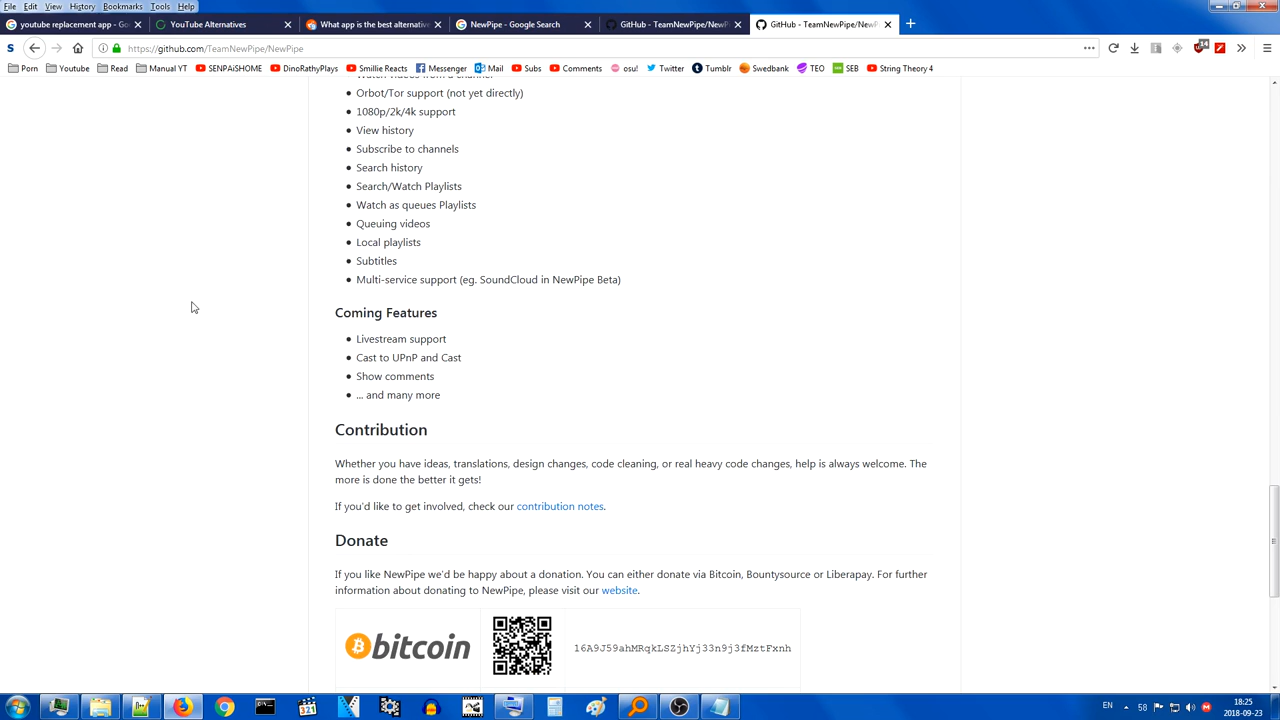 File Edit View History Bookmarks Tools Help
youtube replacement app - Go
YouTube Alternatives
What app is the best alternative
NewPipe - Google Search
GitHub - TeamNewPipe/NewP
GitHub - TeamNewPipe/NewP
https://github.com/TeamNewPipe/NewPipe
Porn Youtube Read Manual YT SENPAiSHOME DinoRathyPlays Smillie Reacts Messenger Mail Subs Comments osu! Twitter Tumblr Swedbank TEO SEB String Theory 4
Watch videos from a channel
Orbot/Tor support (not yet directly)
1080p/2k/4k support
View history
Subscribe to channels
Search history
Search/Watch Playlists
Watch as queues Playlists
Queuing videos
Local playlists
Subtitles
Multi-service support (eg. SoundCloud in NewPipe Beta)
Coming Features
Livestream support
Cast to UPnP and Cast
Show comments
... and many more
Contribution
Whether you have ideas, translations, design changes, code cleaning, or real heavy code changes, help is always welcome. The
more is done the better it gets!
If you'd like to get involved, check our contribution notes.
Donate
If you like NewPipe we'd be happy about a donation. You can either donate via Bitcoin, Bountysource or Liberapay. For further
information about donating to NewPipe, please visit our website.
bitcoin
16A9J59ahMRqkLSZjhYj33n9j3fMztFxnh
EN 58 18:25
2018-09-23